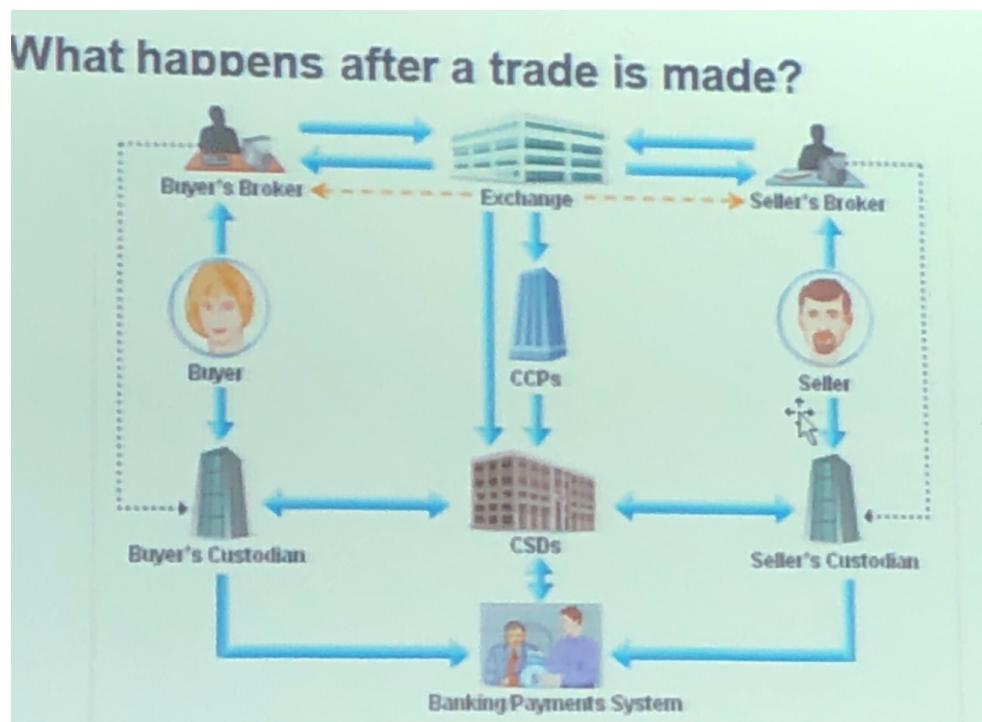 What happens after a trade is made?
Buyer's Broker
Exchange
Seller's Broker
Buyer
CCPs
Seller
Buyer's Custodian
CSDs
Seller's Custodian
Banking/Payments System